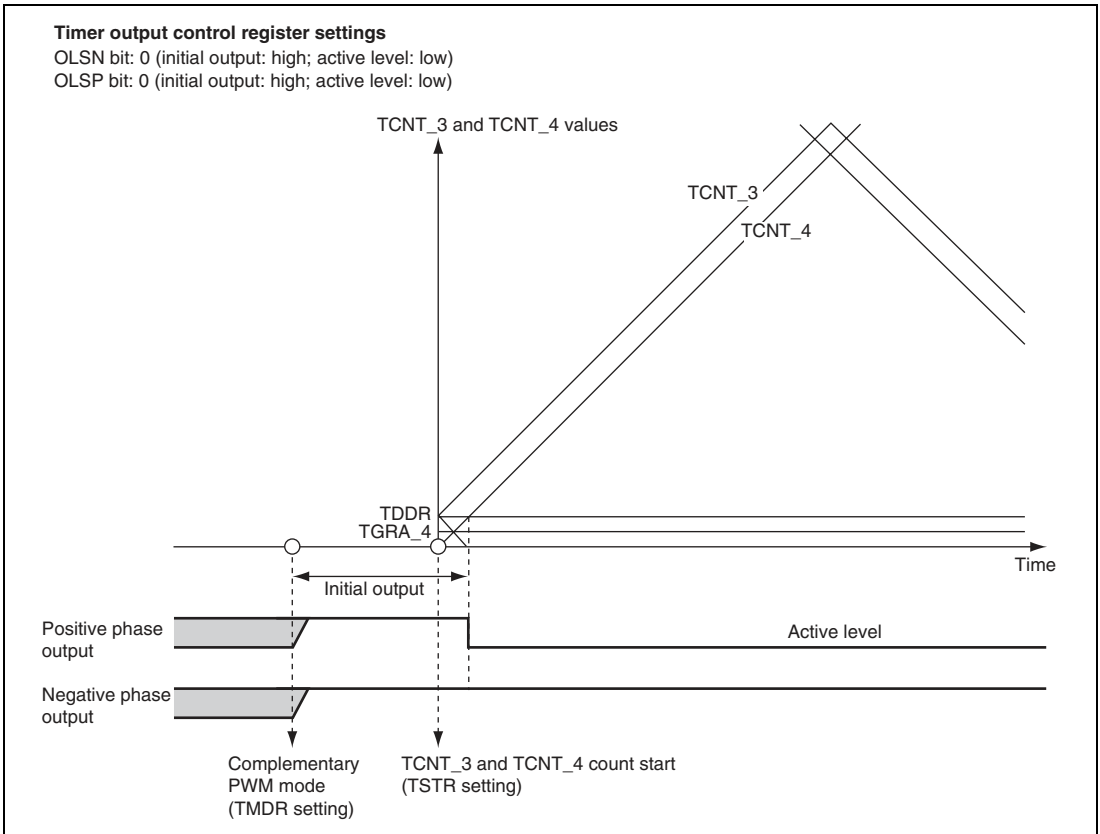 Timer output control register settings
OLSN bit: 0 (initial output: high; active level: low)
OLSP bit: 0 (initial output: high; active level: low)
TCNT_3 and TCNT_4 values
TCNT_3
TCNT_4
TDDR
TGRA_4
Time
Initial output
Positive phase
output
Active level
Negative phase
output
Complementary
PWM mode
(TMDR setting)
TCNT_3 and TCNT_4 count start
(TSTR setting)